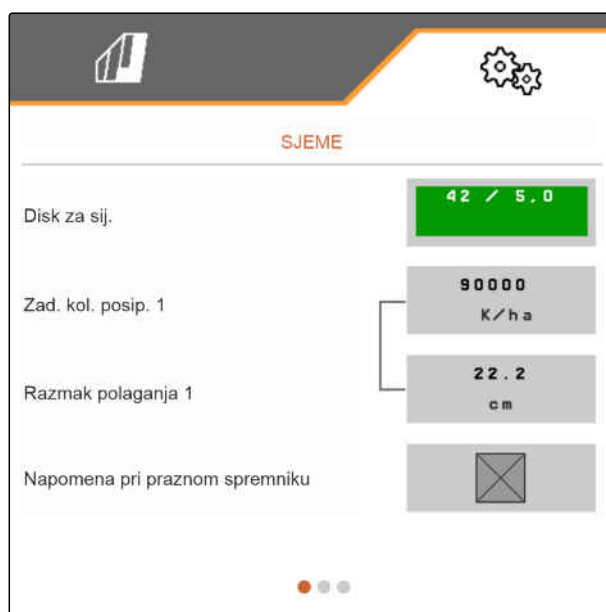 SJEME
Disk za sij.
42 / 5,0
Zad. kol. posip. 1
90000
K/ha
Razmak polaganja 1
22.2
cm
Napomena pri praznom spremniku